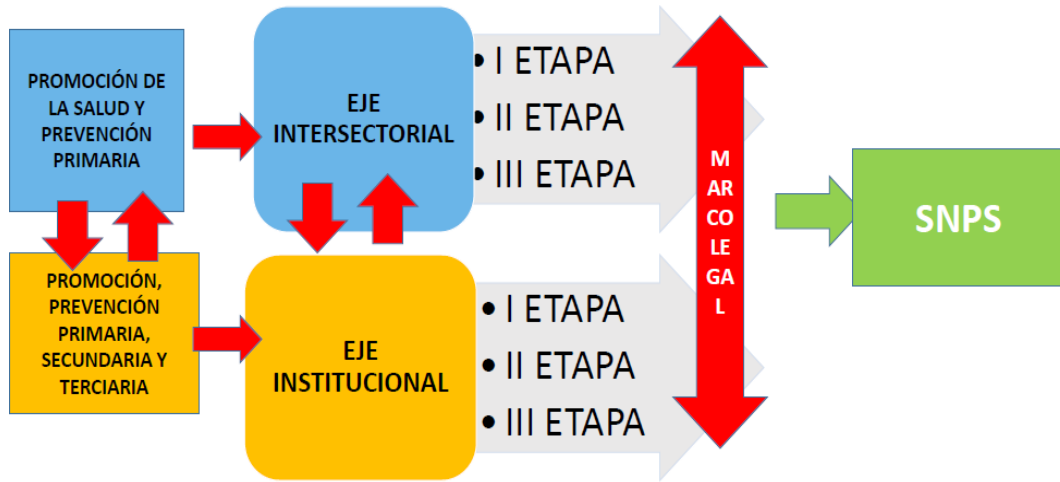 PROMOCIÓN DE
LA SALUD Y
PREVENCIÓN
PRIMARIA
EJE
INTERSECTORIAL
• I ETAPA
• II ETAPA
• III ETAPA
PROMOCIÓN,
PREVENCIÓN
PRIMARIA,
SECUNDARIA Y
TERCIARIA
EJE
INSTITUCIONAL
• I ETAPA
• II ETAPA
• III ETAPA
M
AR
CO
LE
GA
L
SNPS